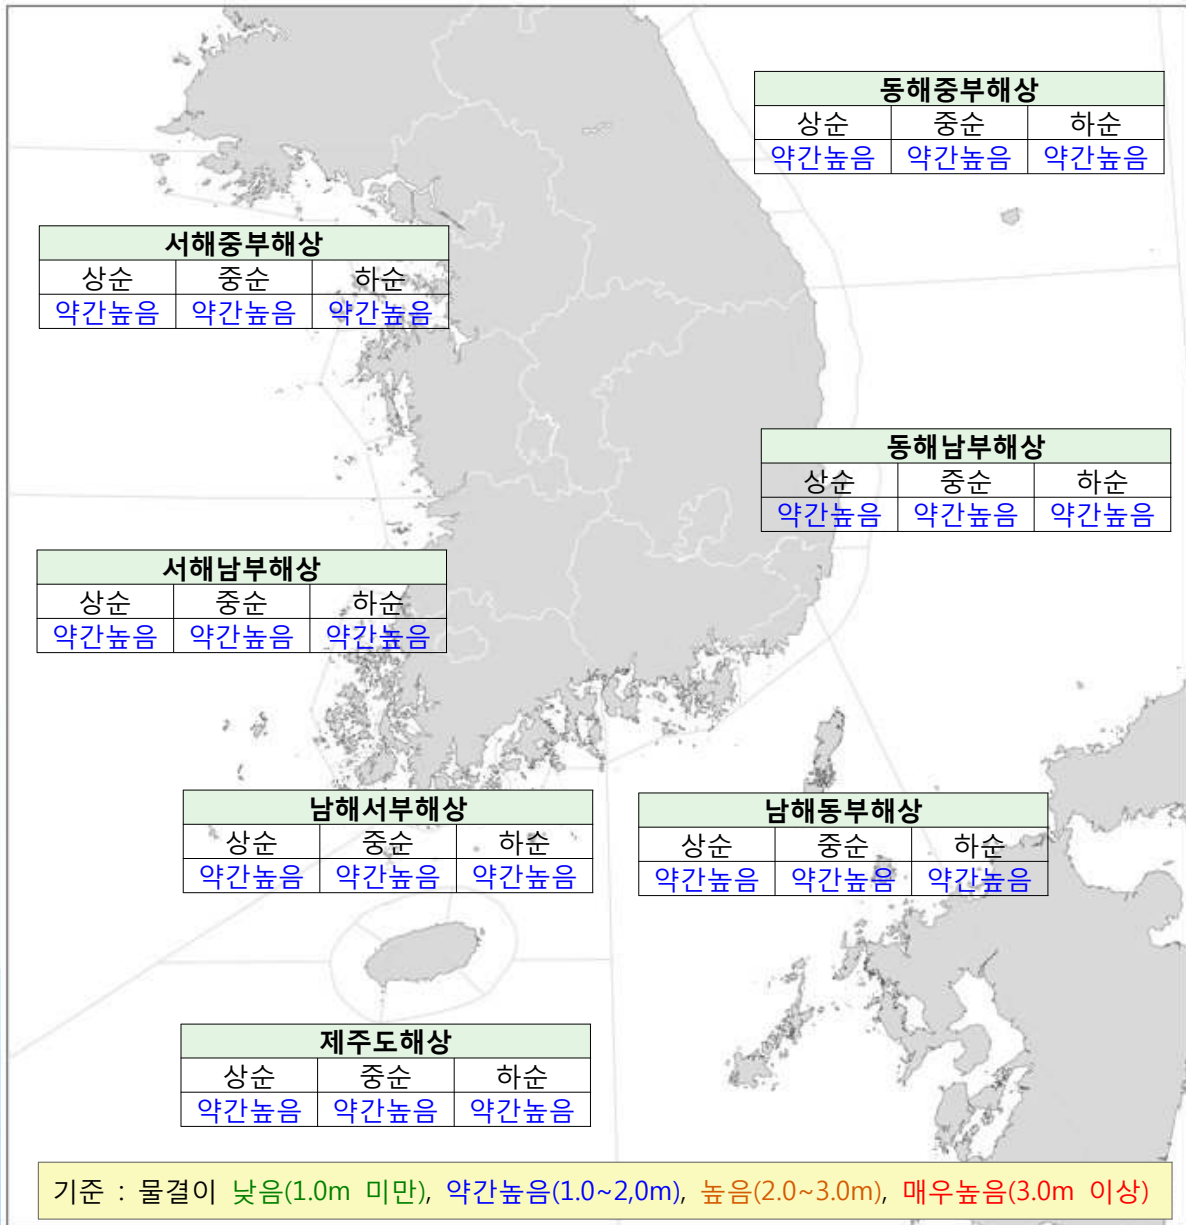 동해중부해상
상순 중순 하순
약간높음 약간높음 약간높음
서해중부해상
상순 중순 하순
약간높음 약간높음 약간높음
동해남부해상
상순 중순 하순
약간높음 약간높음 약간높음
서해남부해상
상순 중순 하순
약간높음 약간높음 약간높음
남해서부해상
상순 중순 하순
약간높음 약간높음 약간높음
남해동부해상
상순 중순 하순
약간높음 약간높음 약간높음
제주도해상
상순 중순 하순
약간높음 약간높음 약간높음
기준 : 물결이 낮음(1.0m 미만), 약간높음(1.0~2,0m), 높음(2.0~3.0m), 매우높음(3.0m 이상)